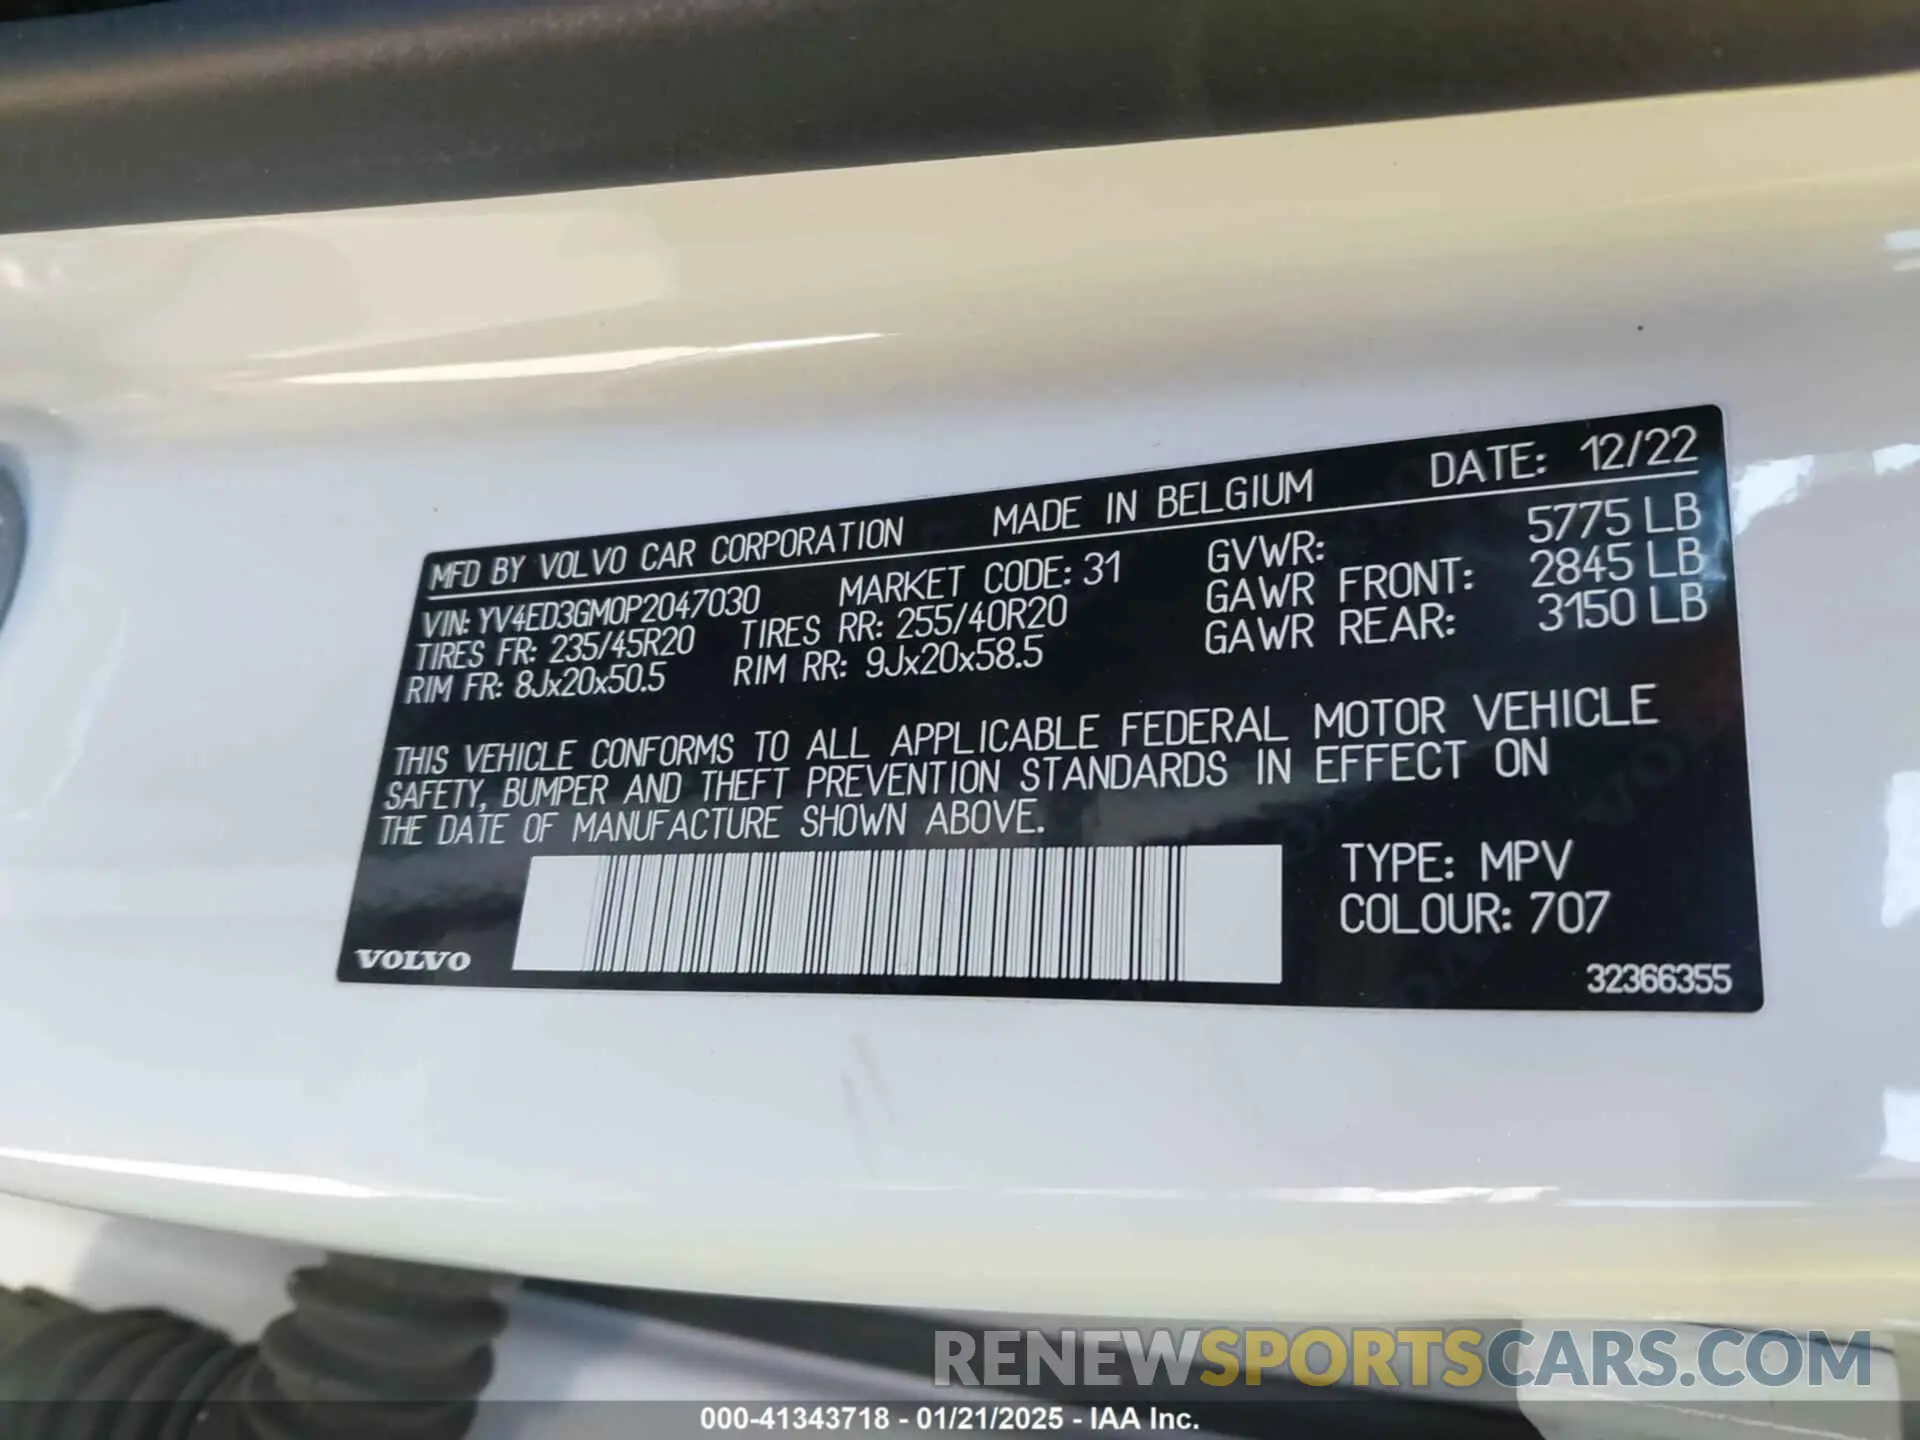 MFD BY VOLVO CAR CORPORATION MADE IN BELGIUM DATE: 12/22
VIN: YV4ED3GM0P2047030 MARKET CODE: 31 GVWR: 5775 LB
TIRES FR: 235/45R20 TIRES RR: 255/40R20 GAWR FRONT: 2845 LB
RIM FR: 8Jx20x50.5 RIM RR: 9Jx20x58.5 GAWR REAR: 3150 LB
THIS VEHICLE CONFORMS TO ALL APPLICABLE FEDERAL MOTOR VEHICLE
SAFETY, BUMPER AND THEFT PREVENTION STANDARDS IN EFFECT ON
THE DATE OF MANUFACTURE SHOWN ABOVE.
TYPE: MPV
COLOUR: 707
VOLVO 32366355
RENEWSPORTSCARS.COM
000-41343718 - 01/21/2025 - IAA Inc.